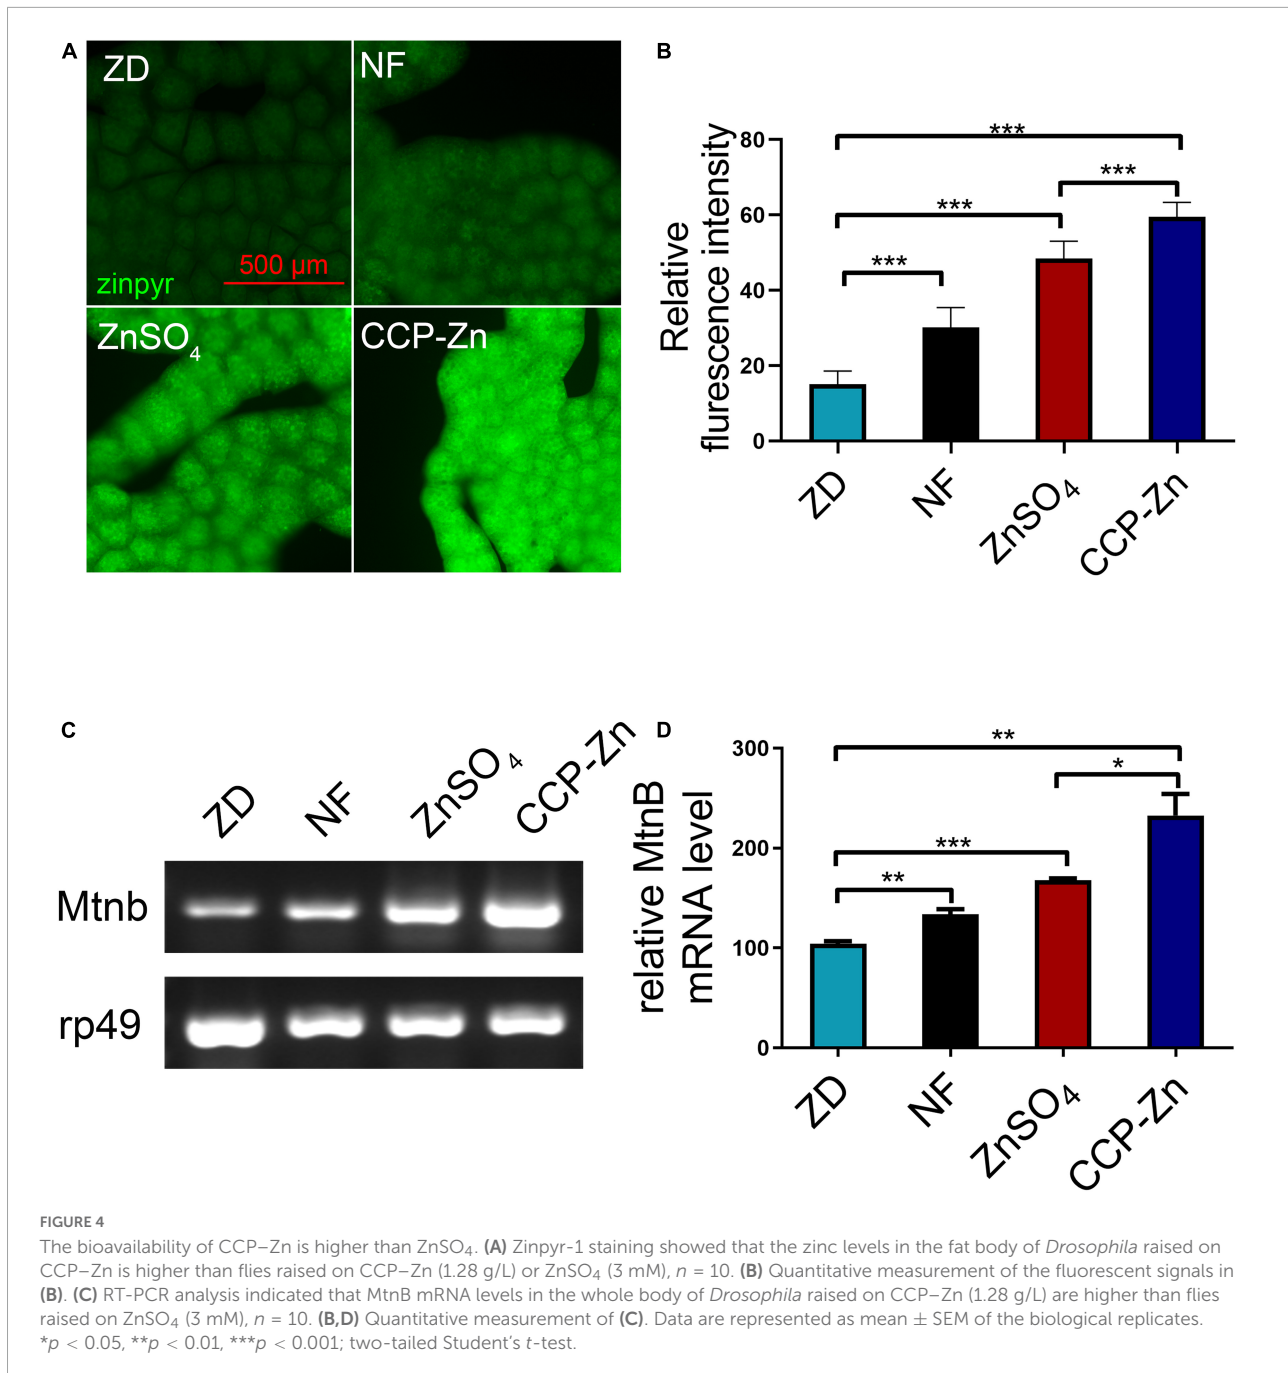 A
ZD
NF
zinpyr
500 µm
ZnSO4
CCP-Zn
B
Relative
flurescence intensity
80
60
40
20
0
***
***
***
***
ZD
NF
ZnSO4
CCP-Zn
C
ZD
NF
ZnSO4
CCP-Zn
Mtnb
rp49
D
relative MtnB
mRNA level
300
200
100
0
**
*
***
**
ZD
NF
ZnSO4
CCP-Zn
FIGURE 4
The bioavailability of CCP–Zn is higher than ZnSO4. (A) Zinpyr-1 staining showed that the zinc levels in the fat body of Drosophila raised on
CCP–Zn is higher than flies raised on CCP–Zn (1.28 g/L) or ZnSO4 (3 mM), n = 10. (B) Quantitative measurement of the fluorescent signals in
(B). (C) RT-PCR analysis indicated that MtnB mRNA levels in the whole body of Drosophila raised on CCP–Zn (1.28 g/L) are higher than flies
raised on ZnSO4 (3 mM), n = 10. (B,D) Quantitative measurement of (C). Data are represented as mean ± SEM of the biological replicates.
*p < 0.05, **p < 0.01, ***p < 0.001; two-tailed Student's t-test.